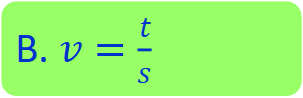 B. v = t/s